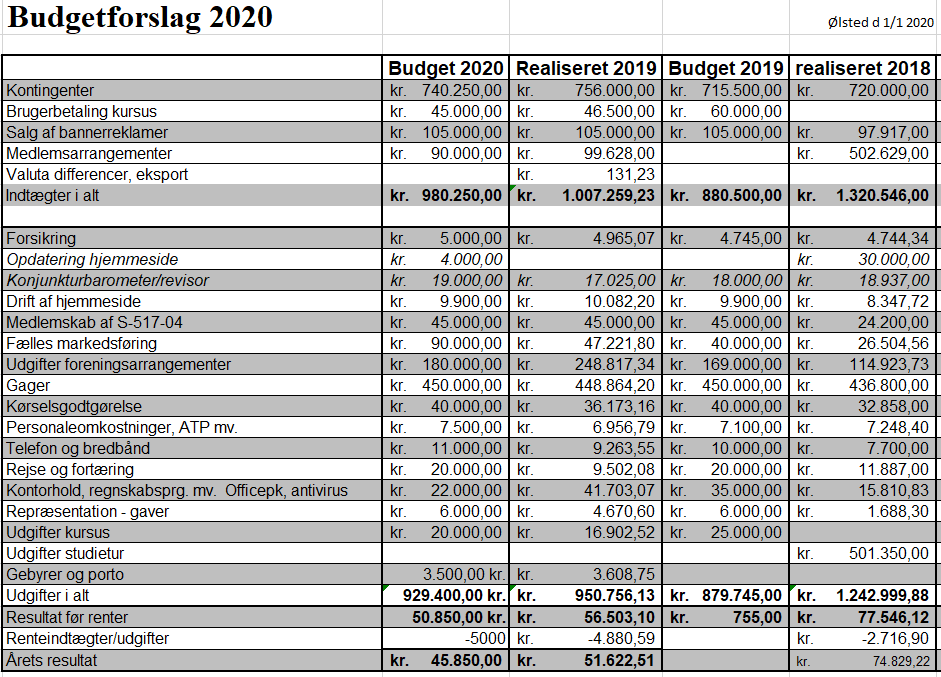 Budgetforslag 2020
Ølsted d 1/1 2020
Budget 2020 Realiseret 2019 Budget 2019 realiseret 2018
Kontingenter kr. 740.250,00 kr. 756.000,00 kr. 715.500,00 kr. 720.000,00
Brugerbetaling kursus kr. 45.000,00 kr. 46.500,00 kr. 60.000,00
Salg af bannerreklamer kr. 105.000,00 kr. 105.000,00 kr. 105.000,00 kr. 97.917,00
Medlemsarrangementer kr. 90.000,00 kr. 99.628,00 kr. 502.629,00
Valuta differencer, eksport kr. 131,23
Indtægter i alt kr. 980.250,00 kr. 1.007.259,23 kr. 880.500,00 kr. 1.320.546,00
Forsikring kr. 5.000,00 kr. 4.965,07 kr. 4.745,00 kr. 4.744,34
Opdatering hjemmeside kr. 4.000,00 kr. 30.000,00
Konjunkturbarometer/revisor kr. 19.000,00 kr. 17.025,00 kr. 18.000,00 kr. 18.937,00
Drift af hjemmeside kr. 9.900,00 kr. 10.082,20 kr. 9.900,00 kr. 8.347,72
Medlemskab af S-517-04 kr. 45.000,00 kr. 45.000,00 kr. 45.000,00 kr. 24.200,00
Fælles markedsføring kr. 90.000,00 kr. 47.221,80 kr. 40.000,00 kr. 26.504,56
Udgifter foreningsarrangementer kr. 180.000,00 kr. 248.817,34 kr. 169.000,00 kr. 114.923,73
Gager kr. 450.000,00 kr. 448.864,20 kr. 450.000,00 kr. 436.800,00
Kørselsgodtgørelse kr. 40.000,00 kr. 36.173,16 kr. 40.000,00 kr. 32.858,00
Personaleomkostninger, ATP mv. kr. 7.500,00 kr. 6.956,79 kr. 7.100,00 kr. 7.248,40
Telefon og bredbånd kr. 11.000,00 kr. 9.263,55 kr. 10.000,00 kr. 7.700,00
Rejse og fortæring kr. 20.000,00 kr. 9.502,08 kr. 20.000,00 kr. 11.887,00
Kontorhold, regnskabsprg. mv. Officepk, antivirus kr. 22.000,00 kr. 41.703,07 kr. 35.000,00 kr. 15.810,83
Repræsentation - gaver kr. 6.000,00 kr. 4.670,60 kr. 6.000,00 kr. 1.688,30
Udgifter kursus kr. 20.000,00 kr. 16.902,52 kr. 25.000,00
Udgifter studietur kr. 501.350,00
Gebyrer og porto 3.500,00 kr. kr. 3.608,75
Udgifter i alt 929.400,00 kr. kr. 950.756,13 kr. 879.745,00 kr. 1.242.999,88
Resultat før renter 50.850,00 kr. kr. 56.503,10 kr. 755,00 kr. 77.546,12
Renteindtægter/udgifter -5000 kr. -4.880,59 kr. -2.716,90
Årets resultat kr. 45.850,00 kr. 51.622,51 kr. 74.829,22